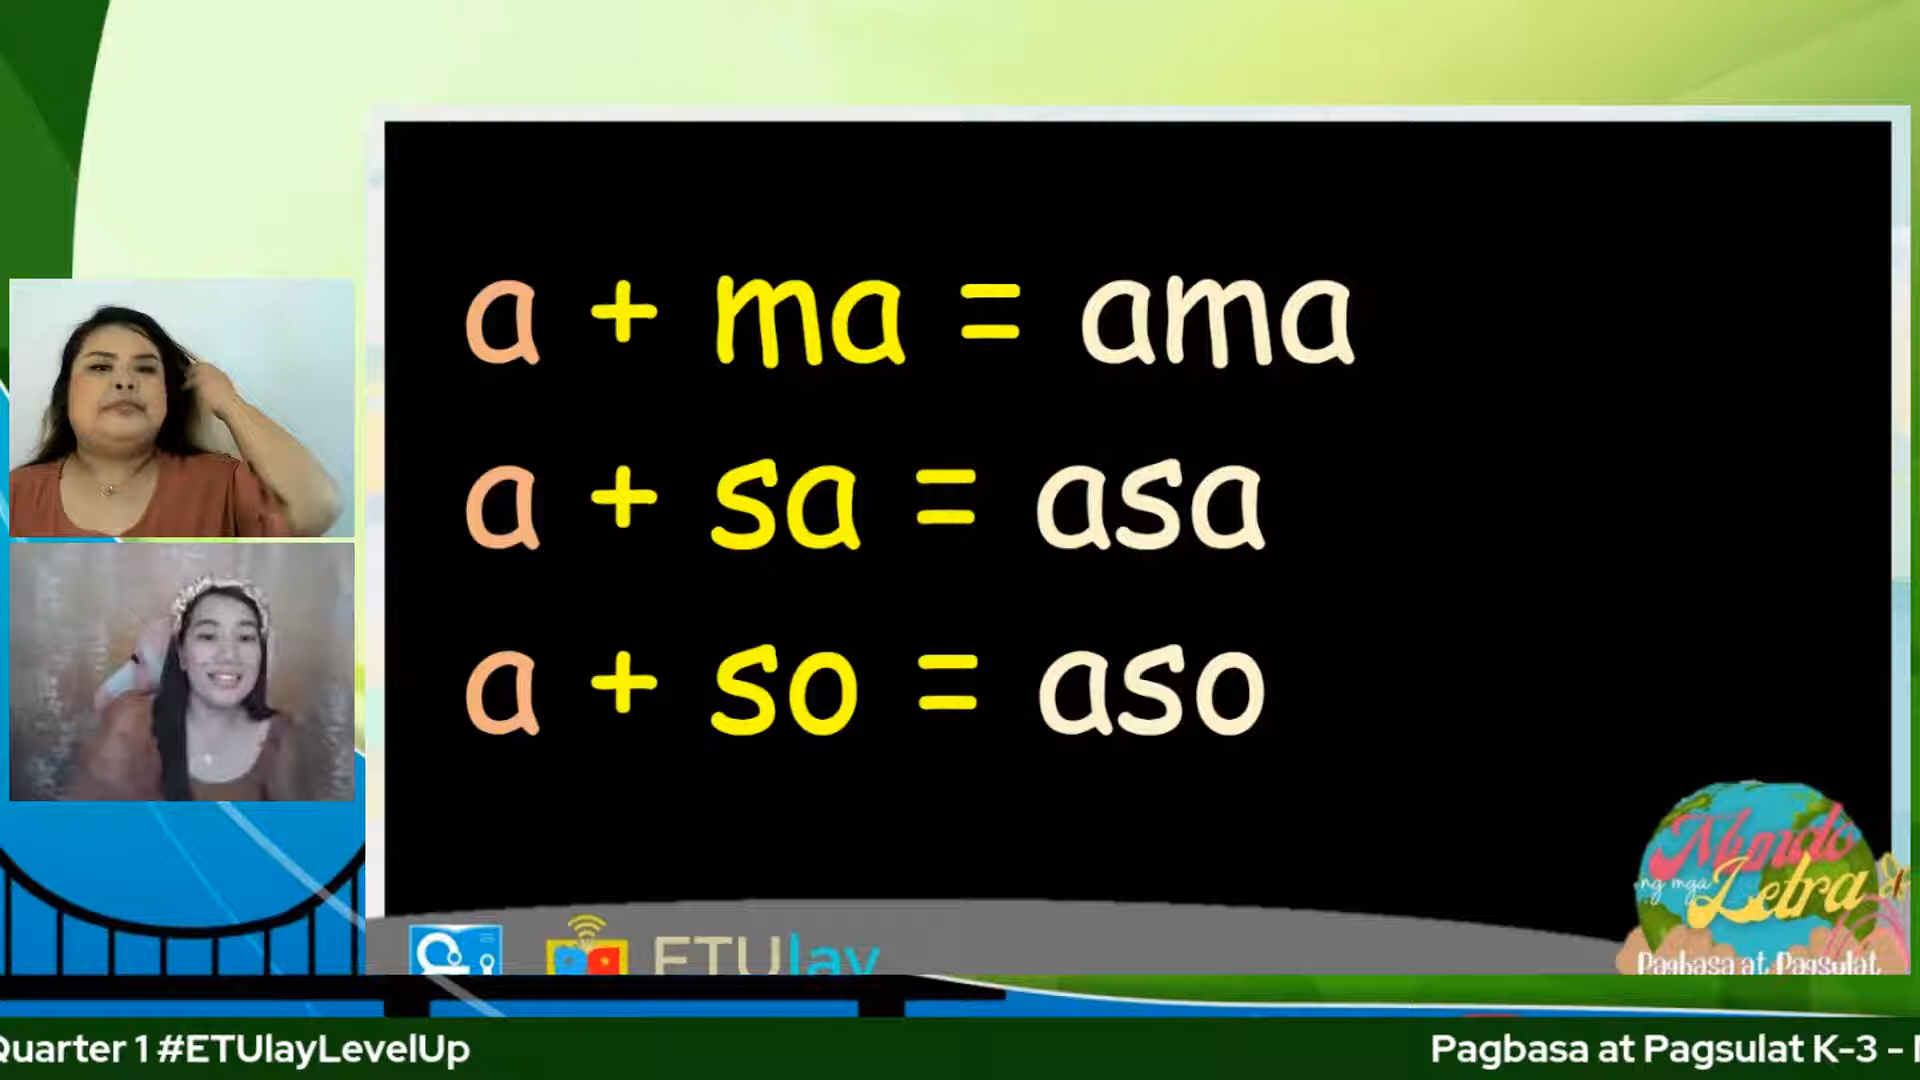 a + ma = ama
a + sa = asa
a + so = aso
Mundo
ng mga
Letra
Pagbasa at Pagsulat
ETUlay
Quarter 1 #ETUlayLevelUp
Pagbasa at Pagsulat K-3 -